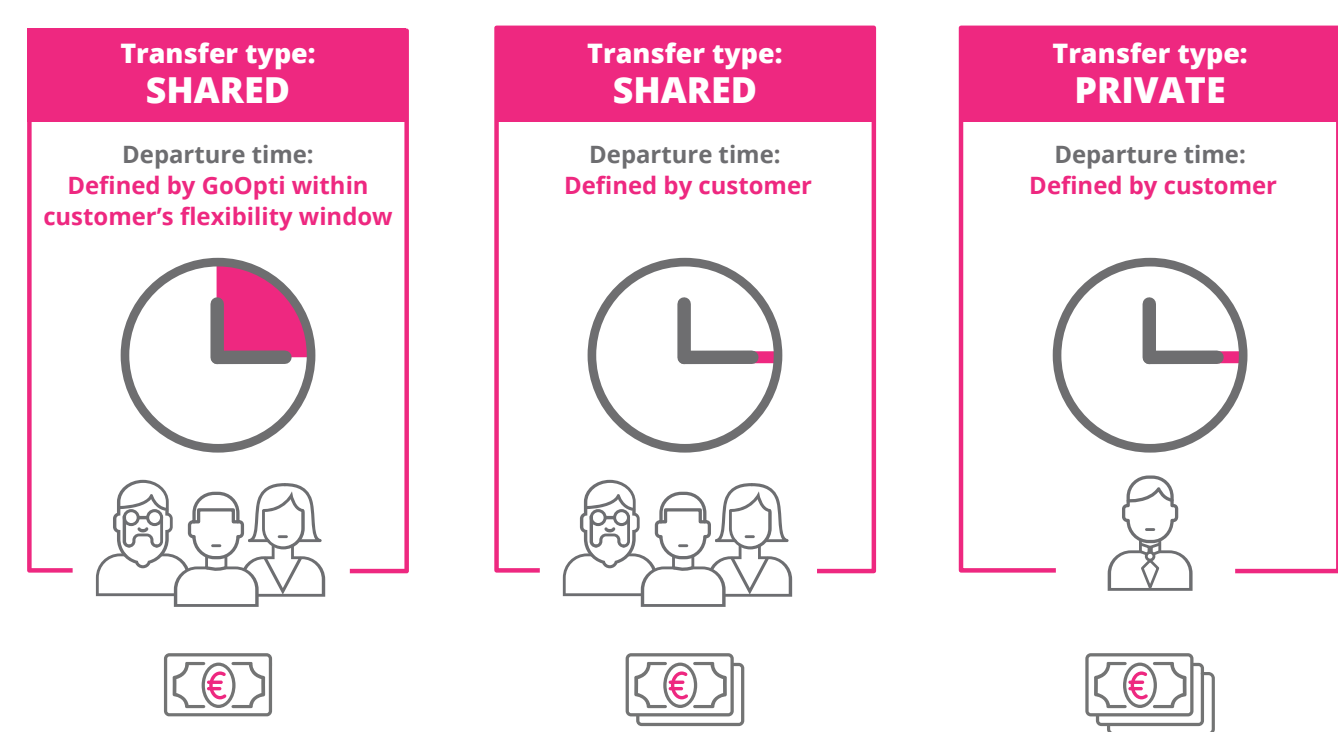 Transfer type:
SHARED
Departure time:
Defined by GoOpti within
customer’s flexibility window
€
Transfer type:
SHARED
Departure time:
Defined by customer
€
Transfer type:
PRIVATE
Departure time:
Defined by customer
€